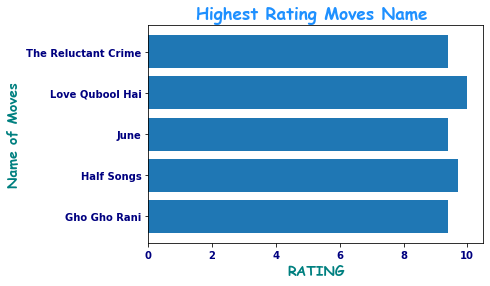 Highest Rating Moves Name
Name of Moves
The Reluctant Crime
Love Qubool Hai
June
Half Songs
Gho Gho Rani
0 2 4 6 8 10
RATING